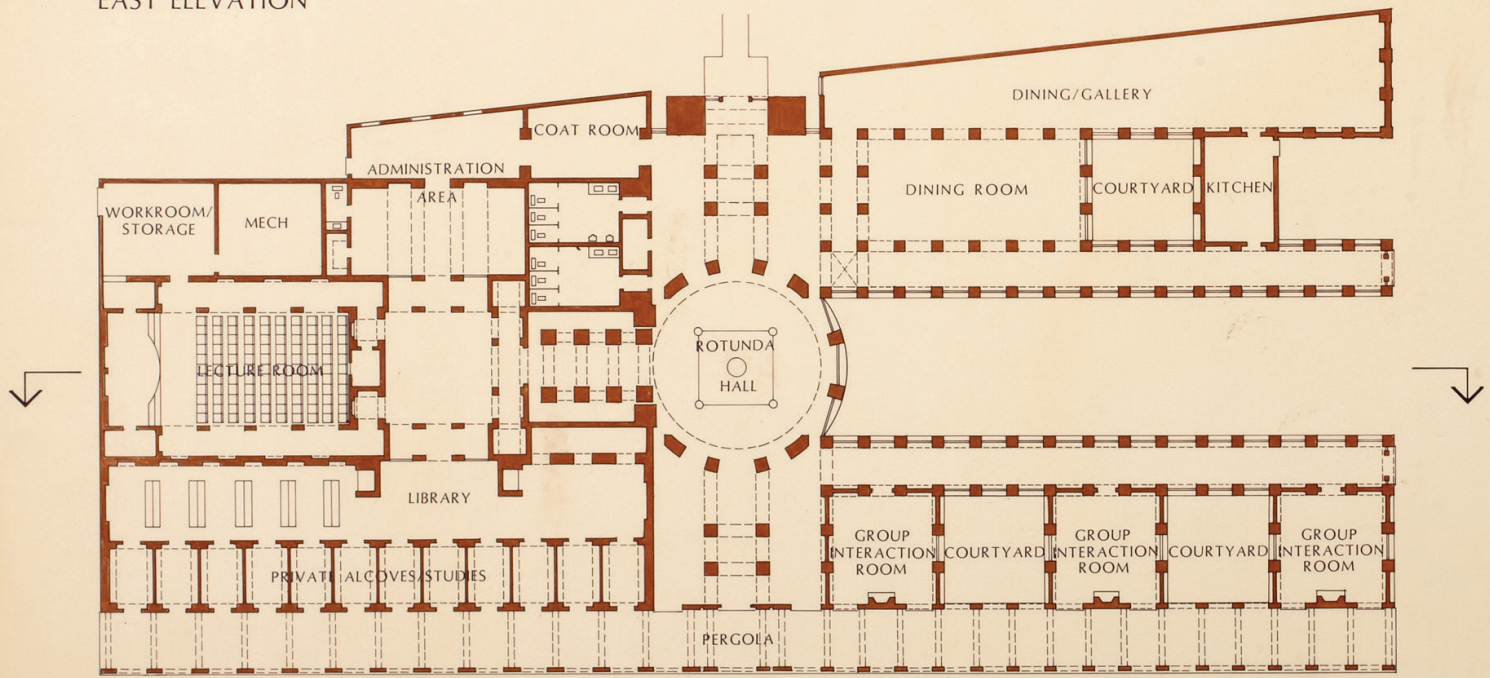 EAST ELEVATION
DINING/GALLERY
COAT ROOM
ADMINISTRATION
AREA
DINING ROOM
COURTYARD
KITCHEN
WORKROOM/
STORAGE
MECH
ROTUNDA
HALL
LECTURE ROOM
LIBRARY
GROUP
INTERACTION
ROOM
COURTYARD
GROUP
INTERACTION
ROOM
COURTYARD
GROUP
INTERACTION
ROOM
PRIVATE ALCOVES/STUDIES
PERGOLA